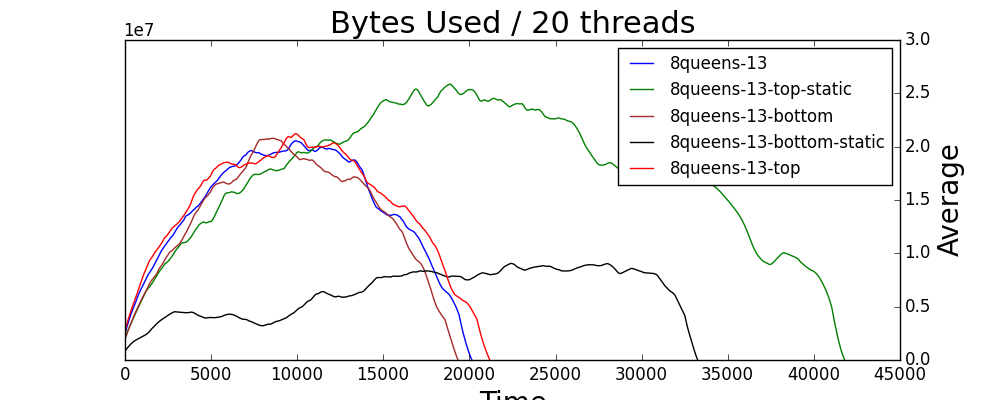 Bytes Used / 20 threads
1e7
3.0
2.5
2.0
1.5
1.0
0.5
0.0
Average
8queens-13
8queens-13-top-static
8queens-13-bottom
8queens-13-bottom-static
8queens-13-top
0 5000 10000 15000 20000 25000 30000 35000 40000 45000
Time